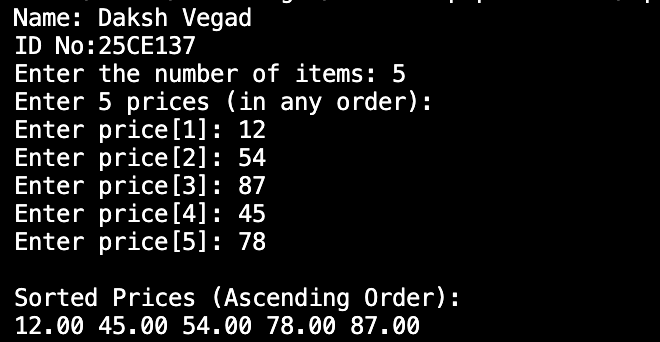 Name: Daksh Vegad
ID No:25CE137
Enter the number of items: 5
Enter 5 prices (in any order):
Enter price[1]: 12
Enter price[2]: 54
Enter price[3]: 87
Enter price[4]: 45
Enter price[5]: 78
Sorted Prices (Ascending Order):
12.00 45.00 54.00 78.00 87.00